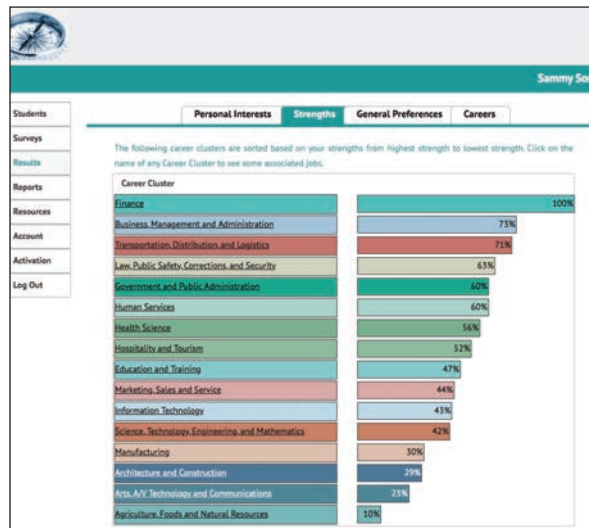 Sammy
Students
Surveys
Results
Reports
Resources
Account
Activation
Log Out
Personal Interests Strengths General Preferences Careers
The following career clusters are sorted based on your strengths from highest strength to lowest strength. Click on the
name of any Career Cluster to see some associated jobs.
Career Cluster
Finance 100%
Business, Management and Administration 73%
Transportation, Distribution, and Logistics 71%
Law, Public Safety, Corrections, and Security 63%
Government and Public Administration 60%
Human Services 60%
Health Science 56%
Hospitality and Tourism 52%
Education and Training 47%
Marketing, Sales and Service 44%
Information Technology 43%
Science, Technology, Engineering, and Mathematics 42%
Manufacturing 30%
Architecture and Construction 29%
Arts, A/V Technology and Communications 23%
Agriculture, Foods and Natural Resources 10%